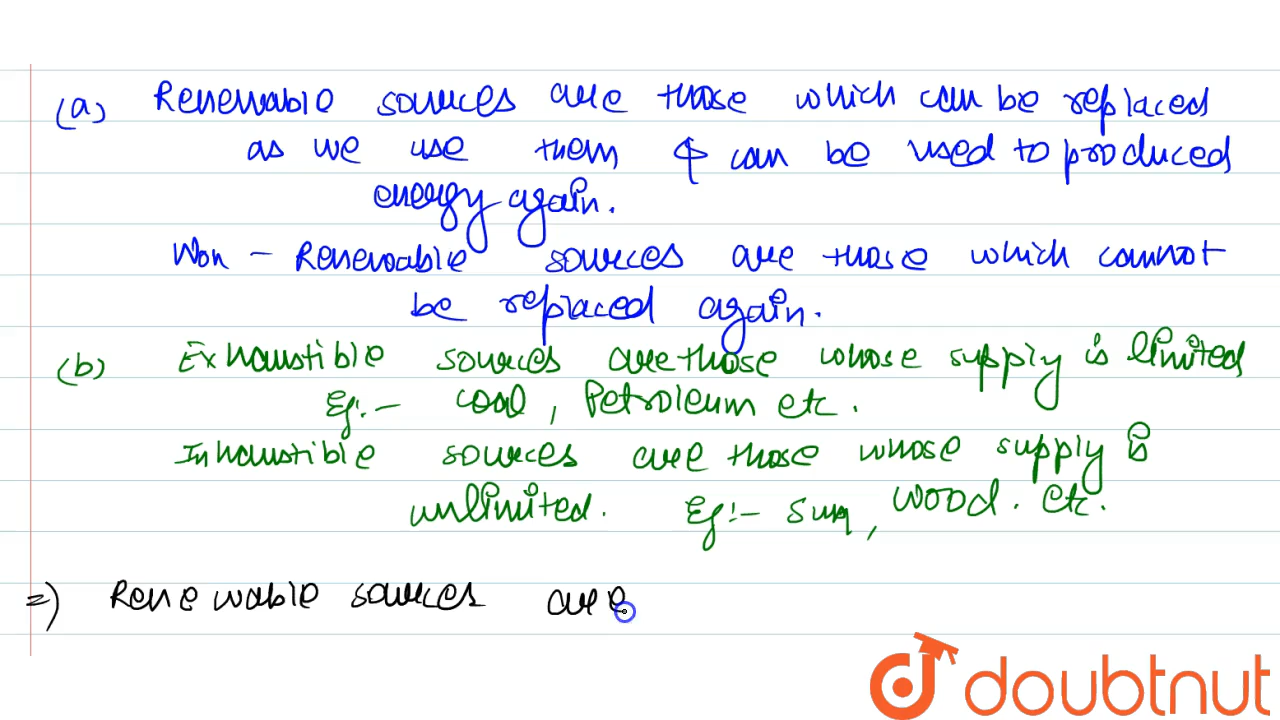 (a) Renewable sources are those which can be replaced
as we use them & can be used to produced
energy again.
Non - Renewable sources are those which cannot
be replaced again.
(b) Exhaustible sources are those whose supply is limited
Eg:- coal, Petroleum etc.
Inhaustible sources are those whose supply is
unlimited. Eg:- Sun, wood. etc.
=) Renewable sources are
doubtnut